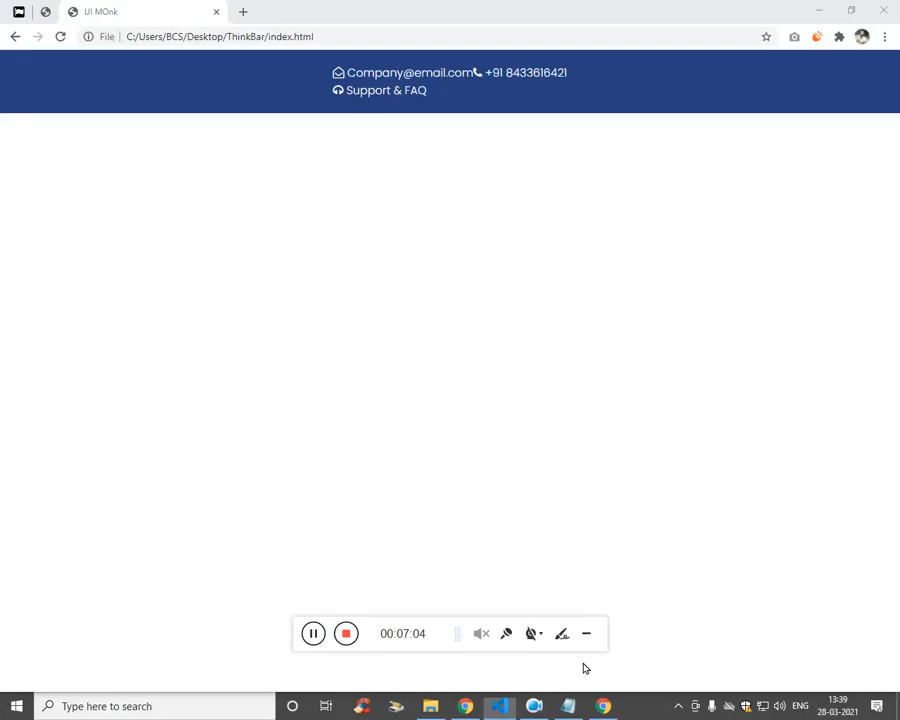 UI MOnk
File
C:/Users/BCS/Desktop/ThinkBar/index.html
Company@email.com +91 8433616421
Support & FAQ
00:07:04
Type here to search
ENG
13:39
28-03-2021